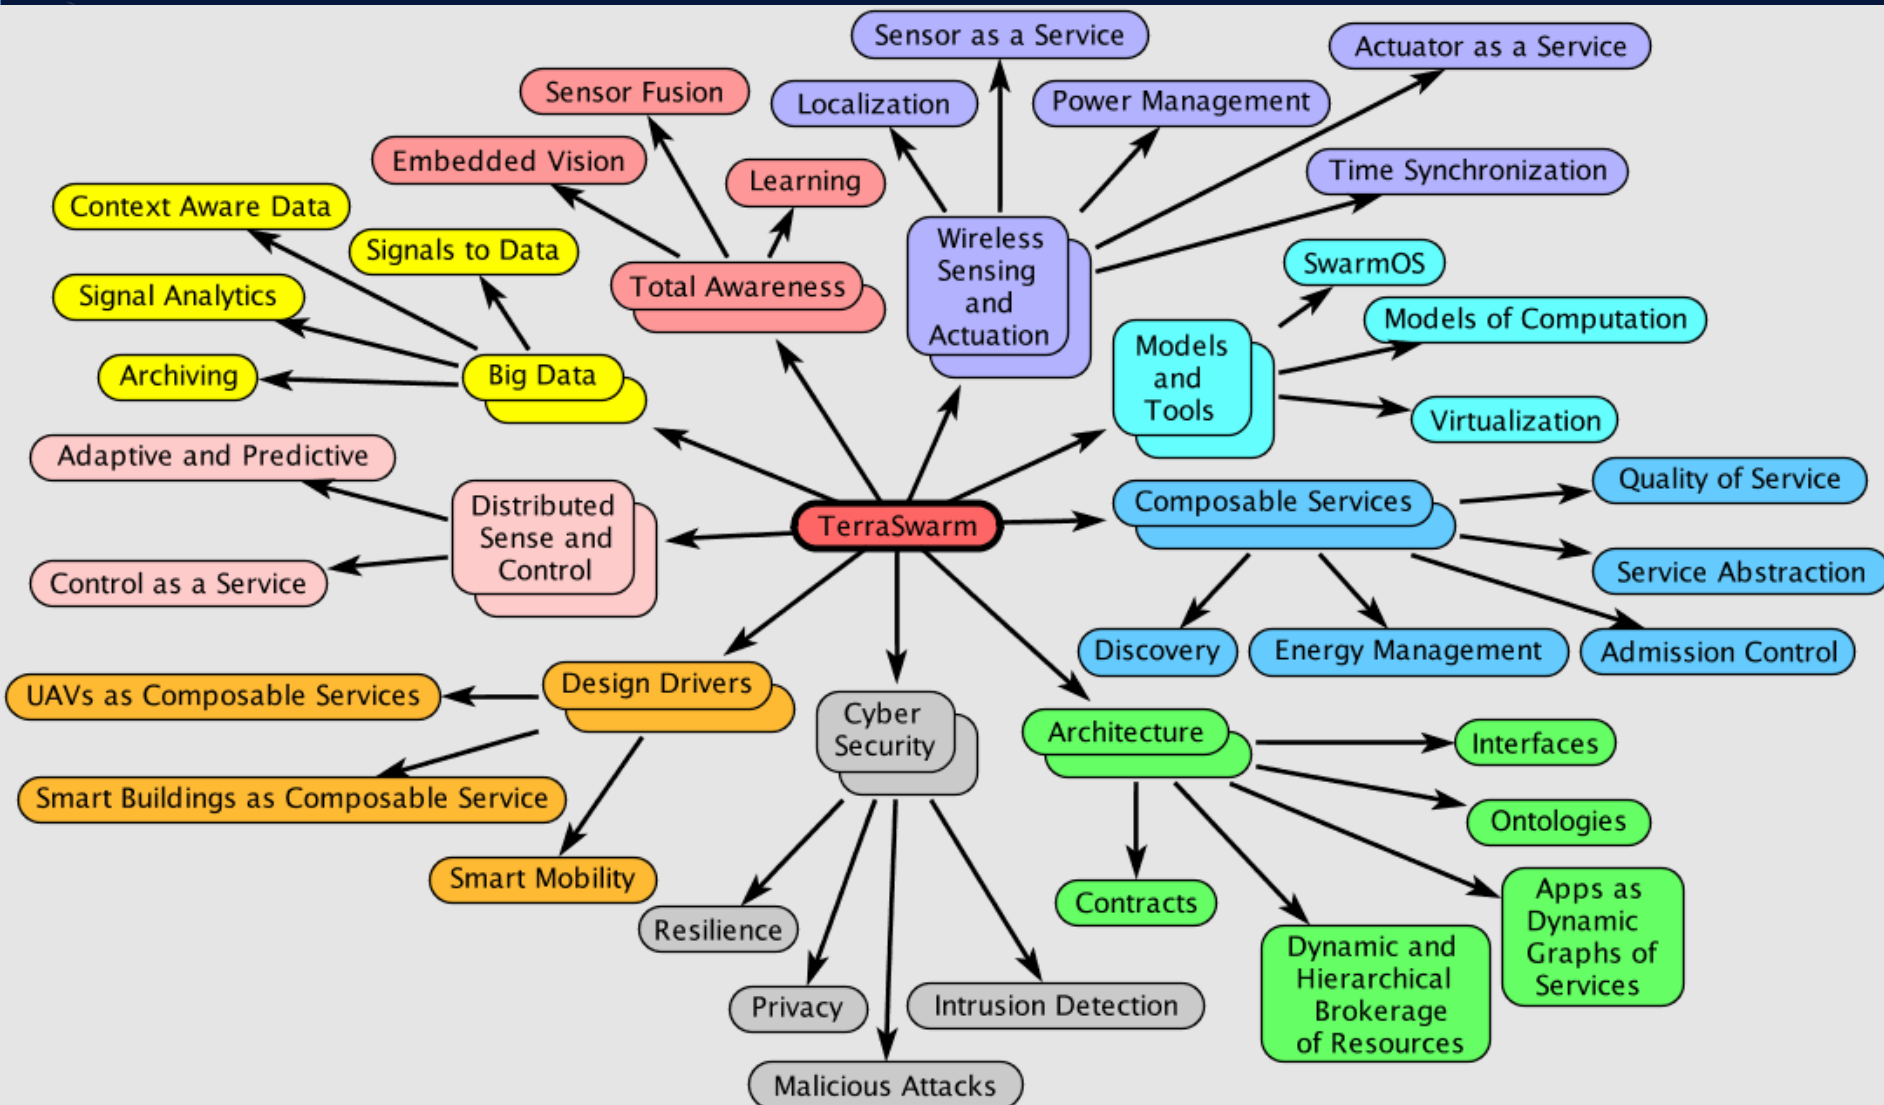 Sensor as a Service
Actuator as a Service
Sensor Fusion
Localization
Power Management
Embedded Vision
Learning
Time Synchronization
Context Aware Data
Signals to Data
Wireless
Sensing
and
Actuation
SwarmOS
Signal Analytics
Total Awareness
Models of Computation
Archiving
Big Data
Models
and
Tools
Virtualization
Adaptive and Predictive
Distributed
Sense and
Control
TerraSwarm
Composable Services
Quality of Service
Control as a Service
Service Abstraction
Discovery
Energy Management
Admission Control
UAVs as Composable Services
Design Drivers
Cyber
Security
Architecture
Interfaces
Smart Buildings as Composable Service
Ontologies
Smart Mobility
Resilience
Contracts
Apps as
Dynamic
Graphs of
Services
Privacy
Intrusion Detection
Dynamic and
Hierarchical
Brokerage
of Resources
Malicious Attacks